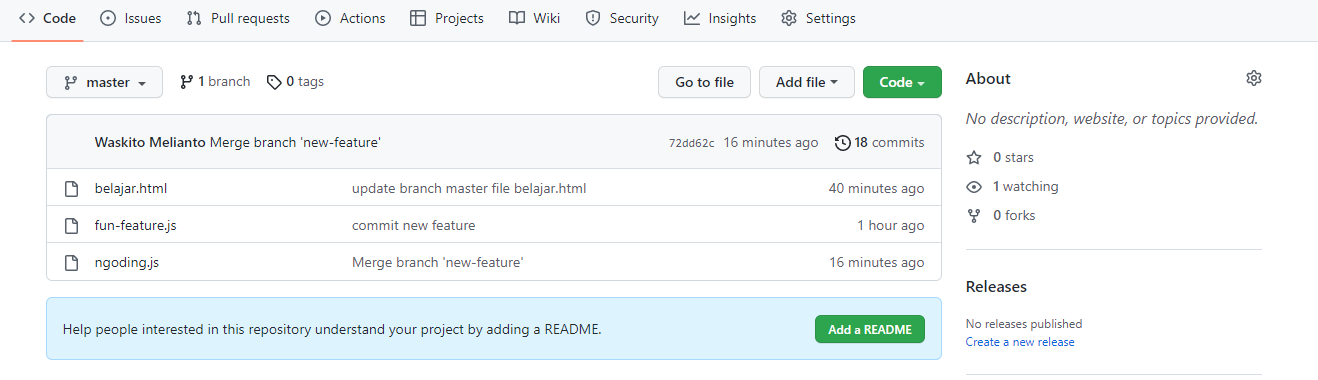 Code Issues Pull requests Actions Projects Wiki Security Insights Settings
master 1 branch 0 tags Go to file Add file Code
Waskito Melianto Merge branch 'new-feature' 72dd62c 16 minutes ago 18 commits
belajar.html update branch master file belajar.html 40 minutes ago
fun-feature.js commit new feature 1 hour ago
ngoding.js Merge branch 'new-feature' 16 minutes ago
Help people interested in this repository understand your project by adding a README. Add a README
About
No description, website, or topics provided.
0 stars
1 watching
0 forks
Releases
No releases published
Create a new release